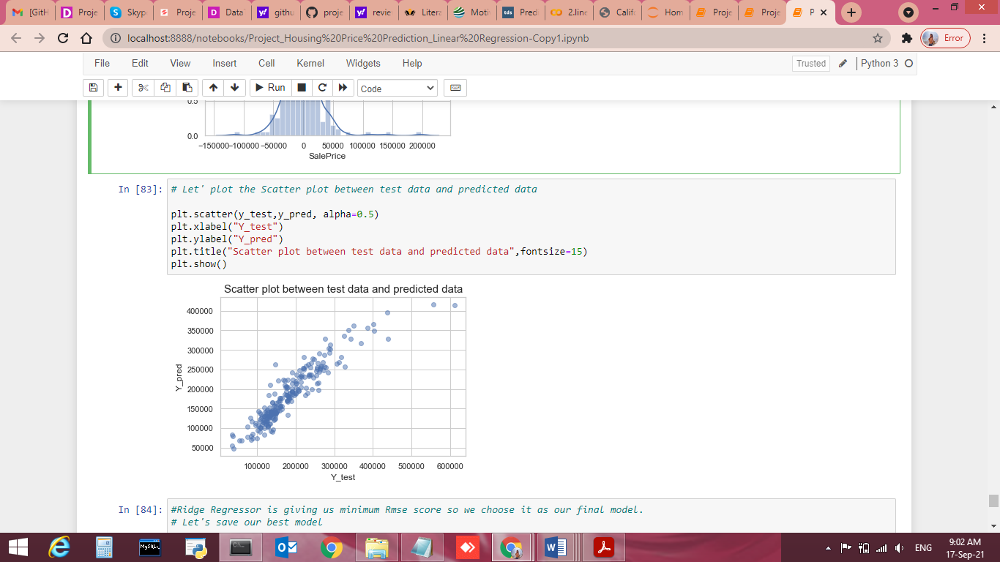 [GitH
Proje
Skyp
Proje
Data
githu
proje
revie
Litera
Moti
tds
Pred
2.line
Califo
Hom
Proje
Proje
P
localhost:8888/notebooks/Project_Housing%20Price%20Prediction_Linear%20Regression-Copy1.ipynb
Error
File Edit View Insert Cell Kernel Widgets Help
Trusted
Python 3
Run
Code
0.5
0.0
−150000−100000 −50000 0 50000 100000 150000 200000
SalePrice
In [83]:
# Let' plot the Scatter plot between test data and predicted data
plt.scatter(y_test,y_pred, alpha=0.5)
plt.xlabel("Y_test")
plt.ylabel("Y_pred")
plt.title("Scatter plot between test data and predicted data",fontsize=15)
plt.show()
Scatter plot between test data and predicted data
400000
350000
300000
250000
200000
150000
100000
50000
Y_pred
100000 200000 300000 400000 500000 600000
Y_test
In [84]:
#Ridge Regressor is giving us minimum Rmse score so we choose it as our final model.
# Let's save our best model
MySQL
ENG
9:02 AM
17-Sep-21